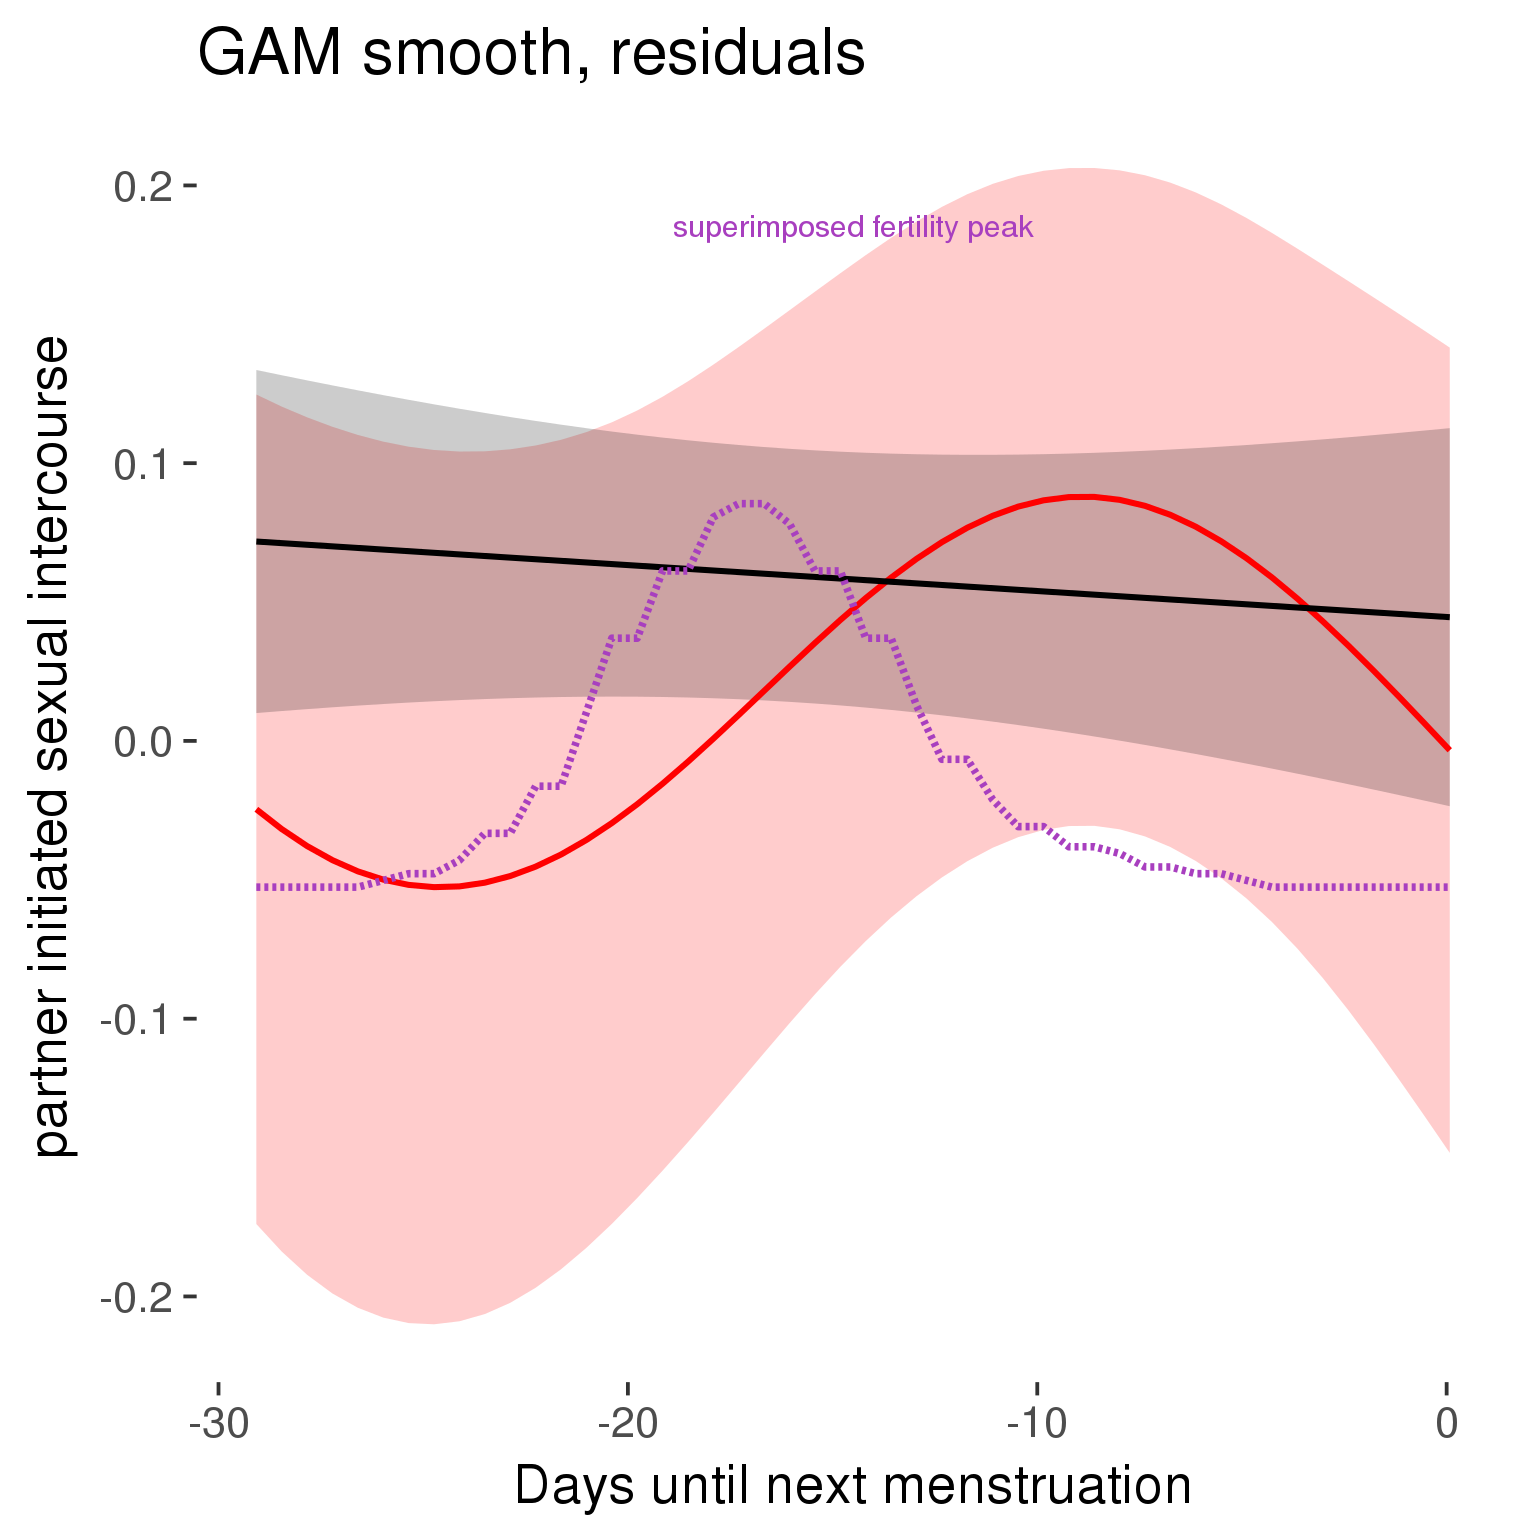 GAM smooth, residuals
0.2
superimposed fertility peak
0.1
0.0
-0.1
-0.2
partner initiated sexual intercourse
-30
-20
-10
0
Days until next menstruation